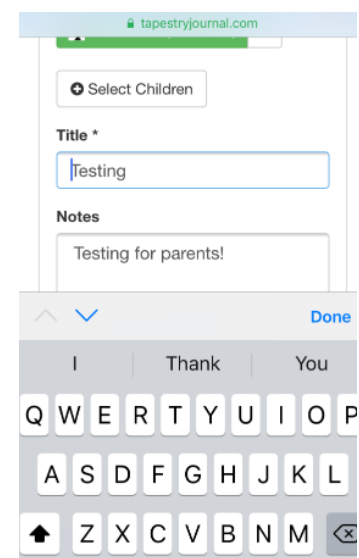 tapestryjournal.com
Select Children
Title *
Testing
Notes
Testing for parents!
Done
I Thank You
Q W E R T Y U I O P
A S D F G H J K L
Z X C V B N M